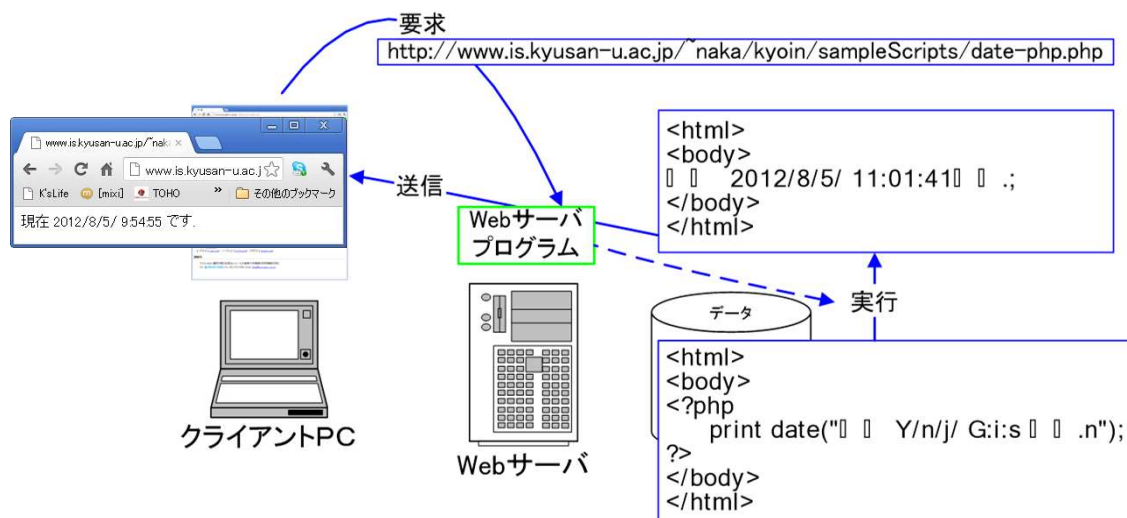 要求
http://www.is.kyusan-u.ac.jp/~naka/kyoin/sampleScripts/date-php.php
www.is.kyusan-u.ac.jp/~nak
www.is.kyusan-u.ac.j
K'sLife [mixi] TOHO » その他のブックマーク
現在 2012/8/5/ 9:54:55 です.
送信
Webサーバ
プログラム
<html>
<body>
▯ ▯ 2012/8/5/ 11:01:41▯ ▯ .;
</body>
</html>
実行
データ
<html>
<body>
<?php
print date("▯ ▯ Y/n/j/ G:i:s ▯ ▯ .n");
?>
</body>
</html>
クライアントPC
Webサーバ